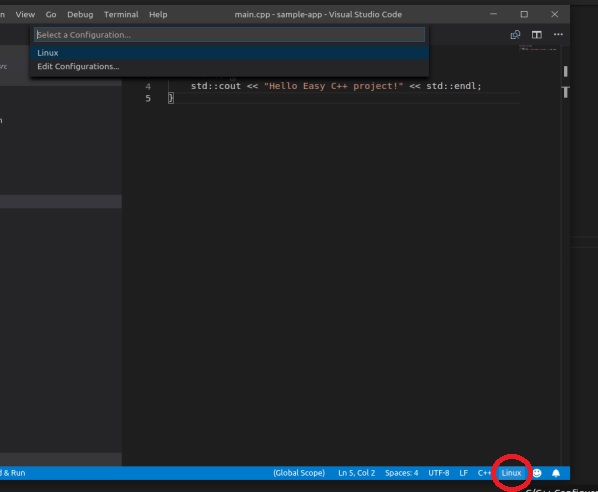 n View Go Debug Terminal Help main.cpp - sample-app - Visual Studio Code
Select a Configuration...
Linux
Edit Configurations...
src
4 std::cout << "Hello Easy C++ project!" << std::endl;
5 }
n
d & Run (Global Scope) Ln 5, Col 2 Spaces: 4 UTF-8 LF C++ Linux